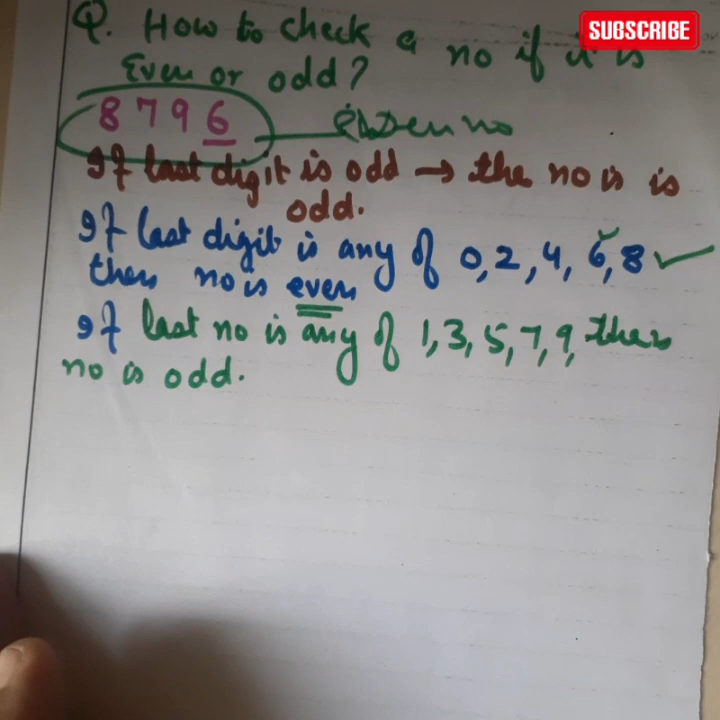 Q. How to check a no if it is
SUBSCRIBE
Even or odd?
8796 Even no
If last digit is odd → the no is is
odd.
If last digit is any of 0,2,4,6,8 ✓
then no is even
If last no is any of 1,3,5,7,9, then
no is odd.